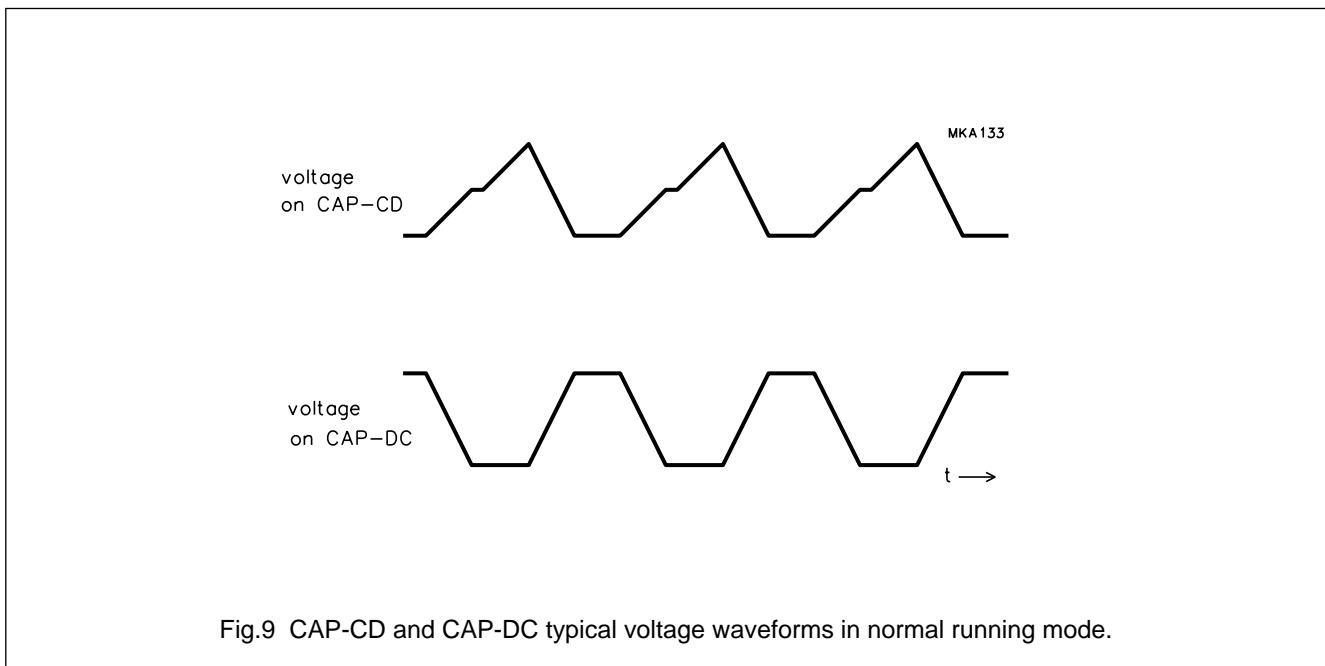 MKA133
voltage
on CAP-CD
voltage
on CAP-DC
t
Fig.9 CAP-CD and CAP-DC typical voltage waveforms in normal running mode.